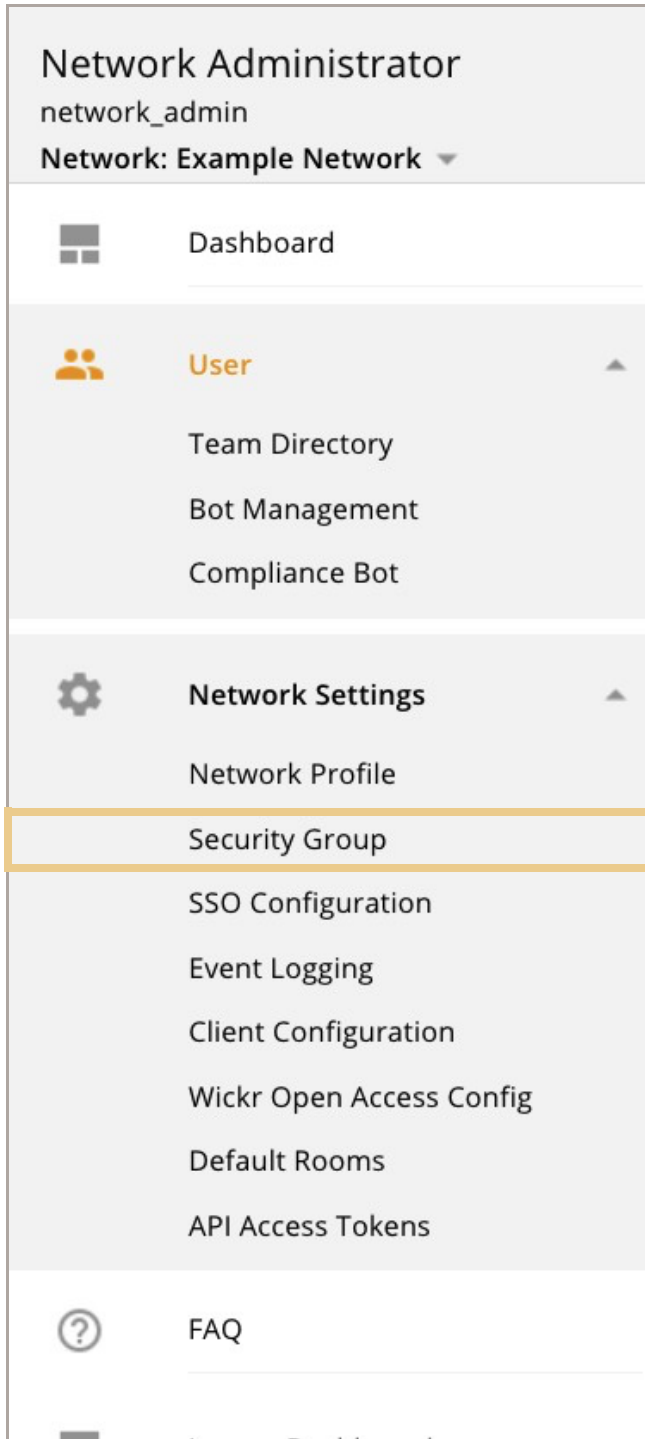 Network Administrator
network_admin
Network: Example Network
Dashboard
User
Team Directory
Bot Management
Compliance Bot
Network Settings
Network Profile
Security Group
SSO Configuration
Event Logging
Client Configuration
Wickr Open Access Config
Default Rooms
API Access Tokens
FAQ